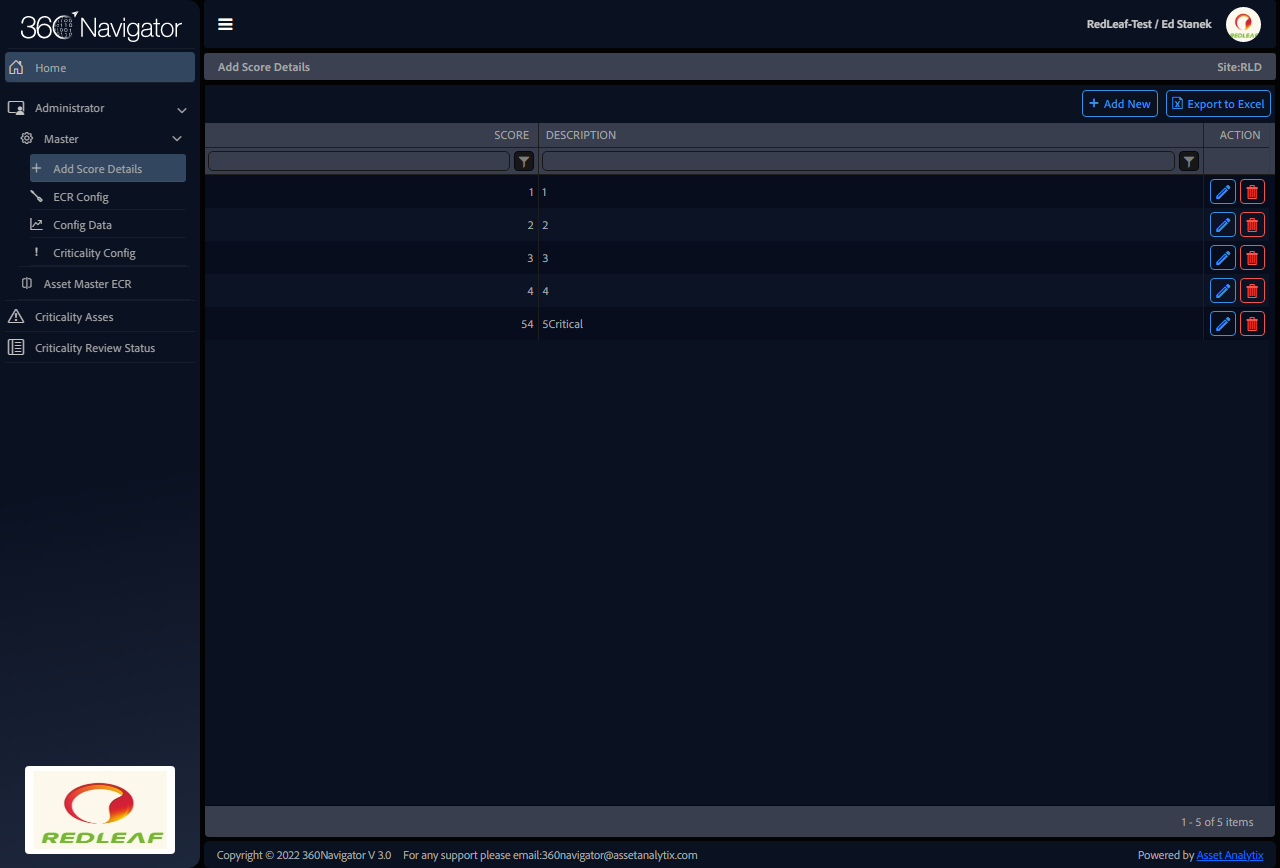 360 Navigator
RedLeaf-Test / Ed Stanek
REDLEAF
Home
Add Score Details
Site:RLD
Administrator
Master
Add Score Details
ECR Config
Config Data
Criticality Config
Asset Master ECR
Criticality Asses
Criticality Review Status
+ Add New
Export to Excel
SCORE DESCRIPTION ACTION
1 1
2 2
3 3
4 4
54 5Critical
1 - 5 of 5 items
REDLEAF
Copyright © 2022 360Navigator V 3.0 For any support please email:360navigator@assetanalytix.com
Powered by Asset Analytix